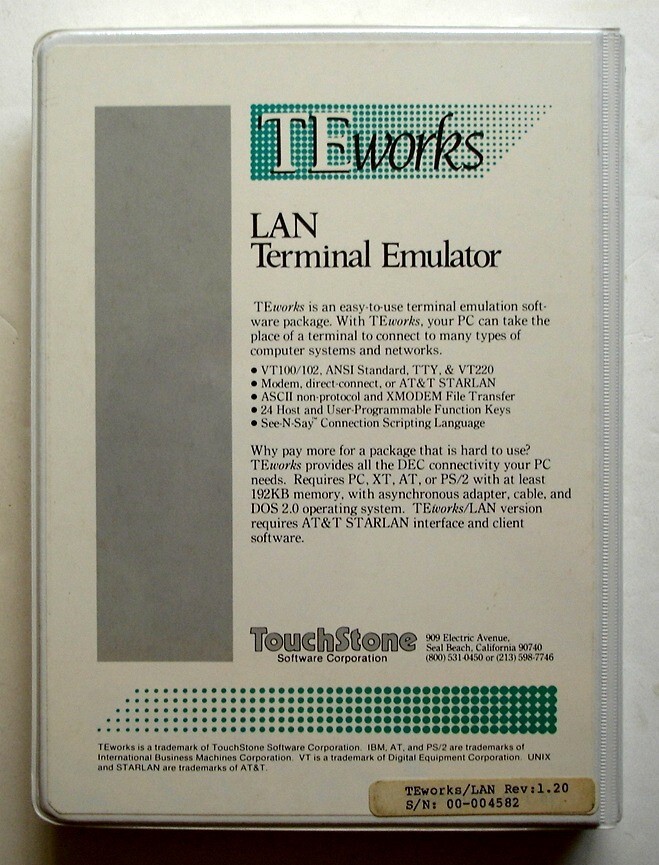 TEworks
LAN
Terminal Emulator
TEworks is an easy-to-use terminal emulation soft-
ware package. With TEworks, your PC can take the
place of a terminal to connect to many types of
computer systems and networks.
• VT100/102, ANSI Standard, TTY, & VT220
• Modem, direct-connect, or AT&T STARLAN
• ASCII non-protocol and XMODEM File Transfer
• 24 Host and User-Programmable Function Keys
• See-N-Say™ Connection Scripting Language
Why pay more for a package that is hard to use?
TEworks provides all the DEC connectivity your PC
needs. Requires PC, XT, AT, or PS/2 with at least
192KB memory, with asynchronous adapter, cable, and
DOS 2.0 operating system. TEworks/LAN version
requires AT&T STARLAN interface and client
software.
TouchStone
Software Corporation
909 Electric Avenue,
Seal Beach, California 90740
(800) 531-0450 or (213) 598-7746
TEworks is a trademark of TouchStone Software Corporation. IBM, AT, and PS/2 are trademarks of
International Business Machines Corporation. VT is a trademark of Digital Equipment Corporation. UNIX
and STARLAN are trademarks of AT&T.
TEworks/LAN Rev:1.20
S/N: 00-004582